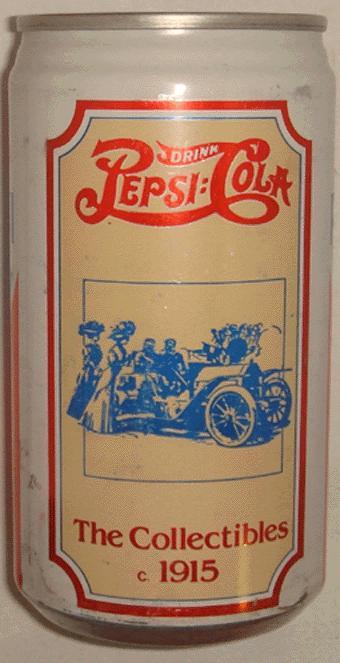 DRINK
PEPSI:COLA
The Collectibles
c. 1915